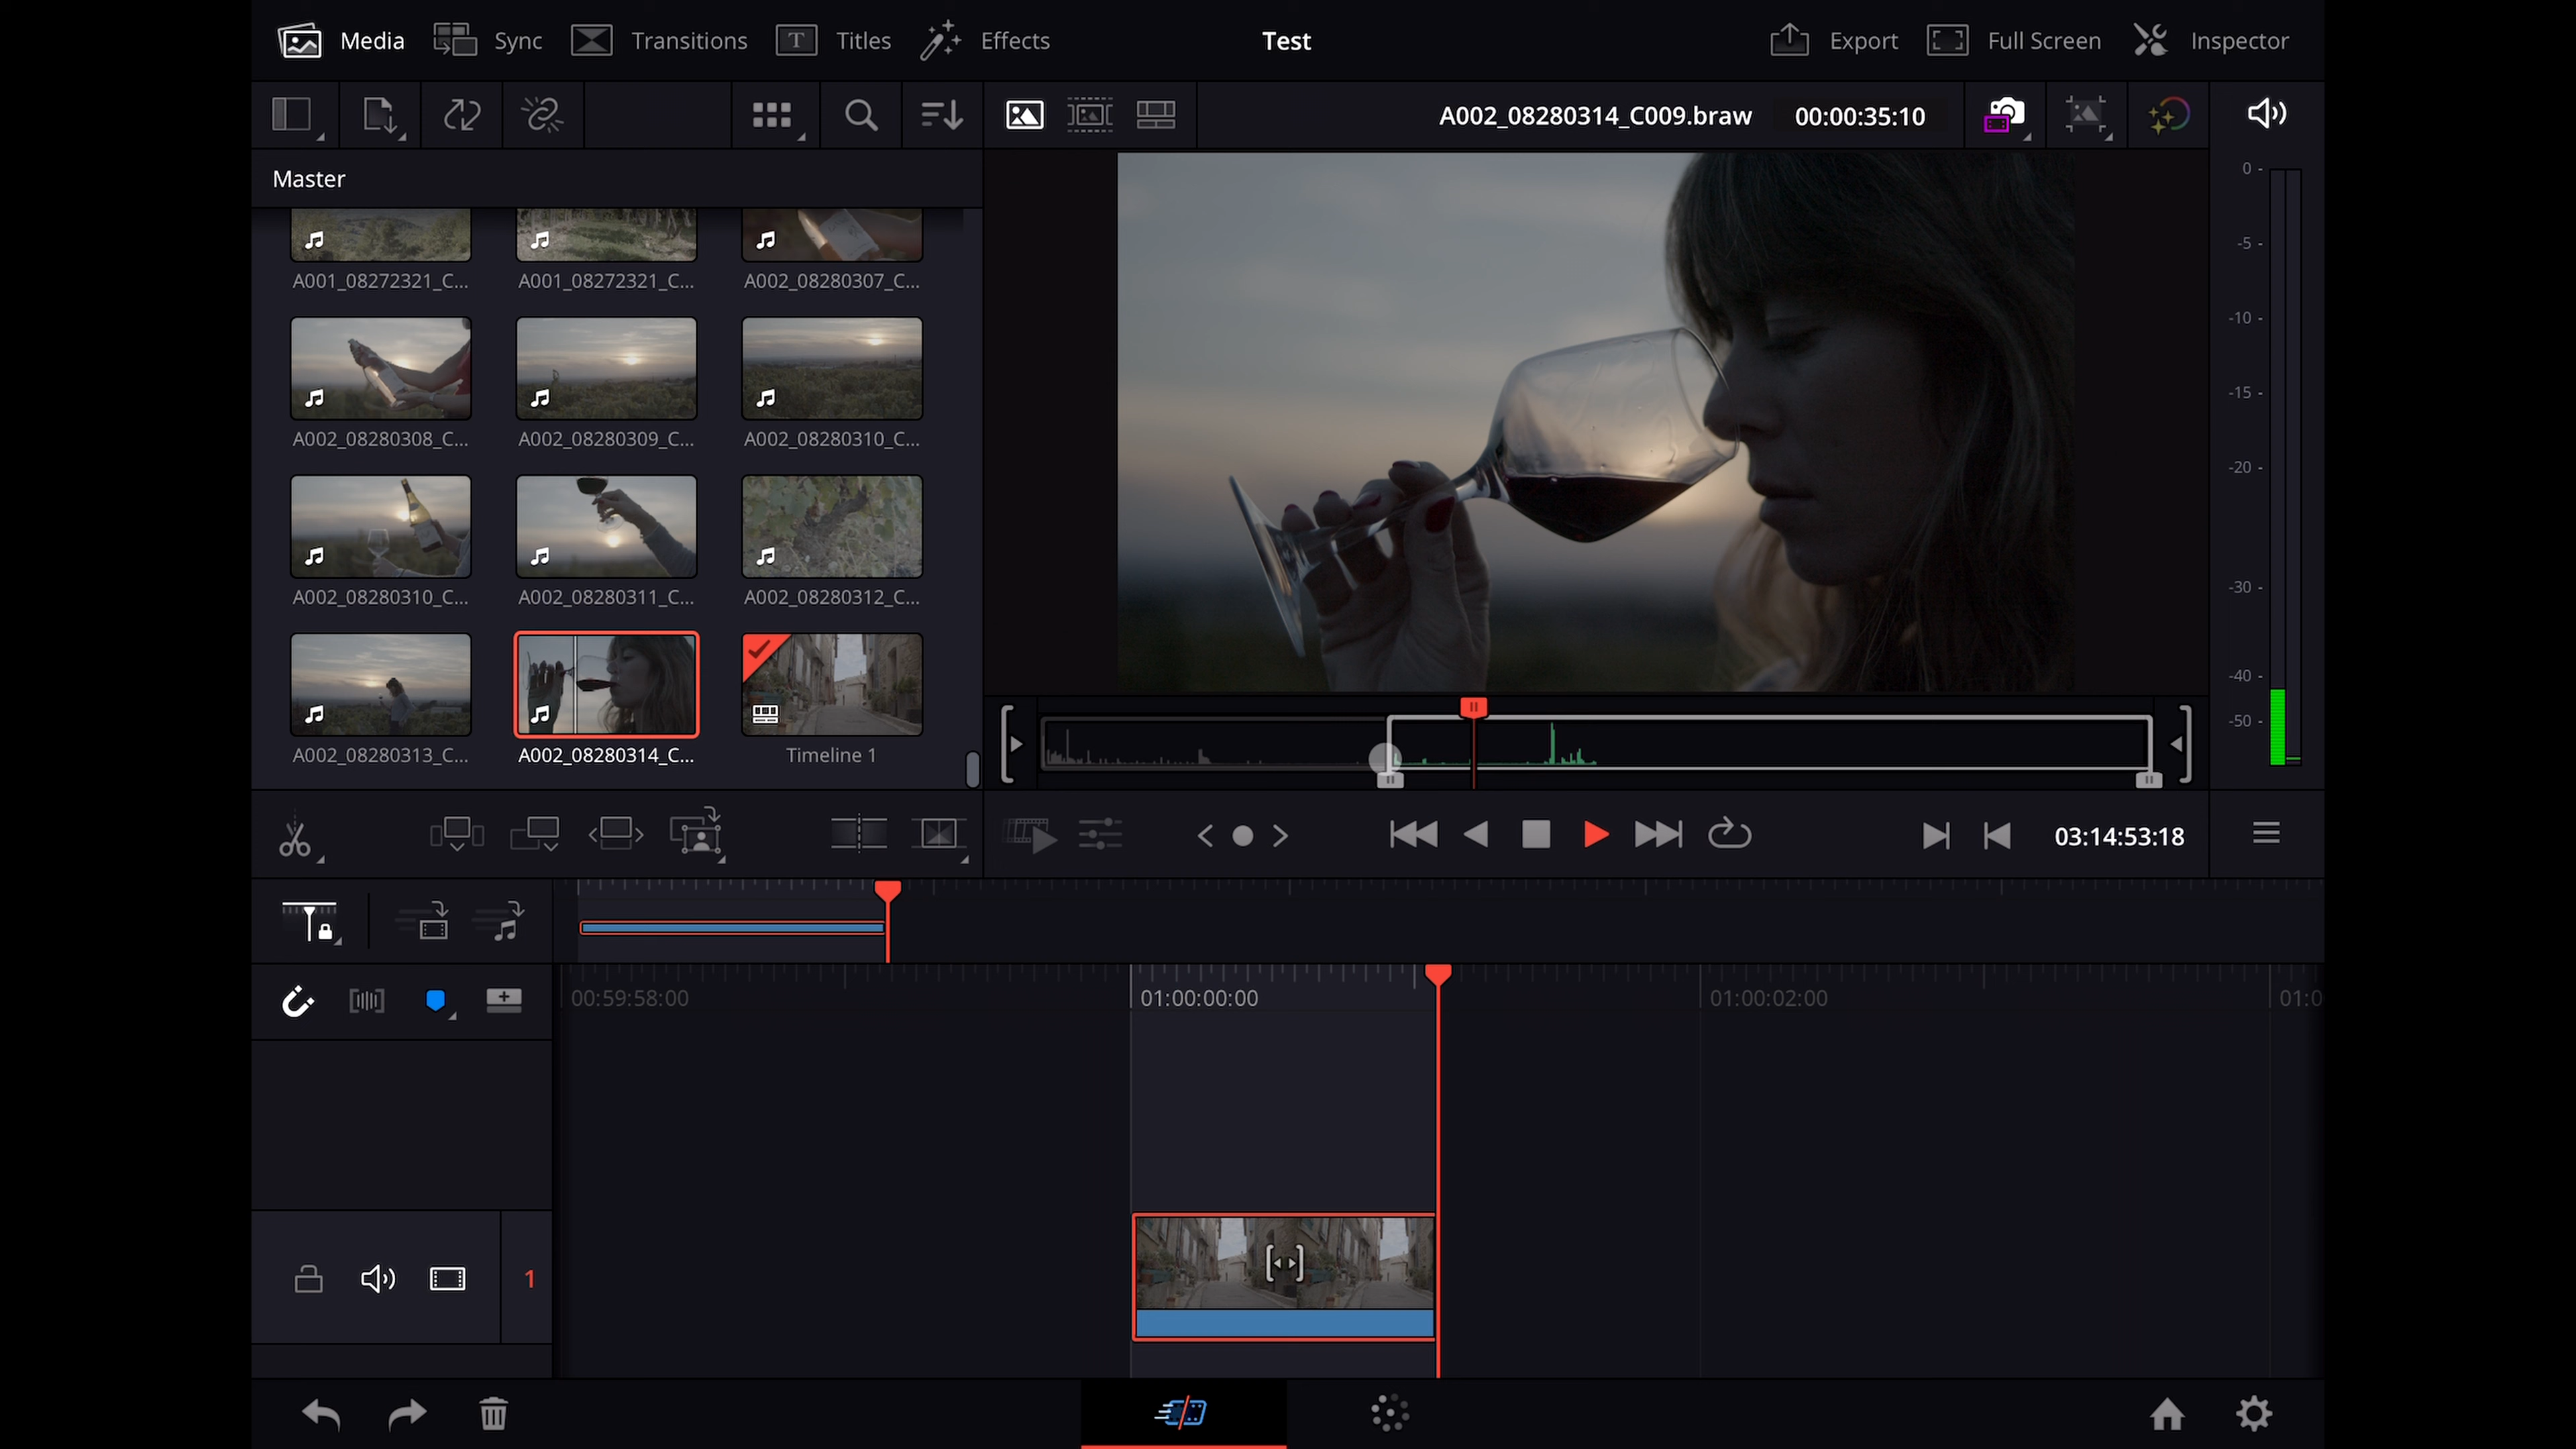 Media Sync Transitions Titles Effects Test Export Full Screen Inspector
A002_08280314_C009.braw 00:00:35:10
Master
A001_08272321_C... A001_08272321_C... A002_08280307_C...
A002_08280308_C... A002_08280309_C... A002_08280310_C...
A002_08280310_C... A002_08280311_C... A002_08280312_C...
A002_08280313_C... A002_08280314_C... Timeline 1
0 -
-5 -
-10 -
-15 -
-20 -
-30 -
-40 -
-50 -
03:14:53:18
00:59:58:00 01:00:00:00 01:00:02:00 01:0
1